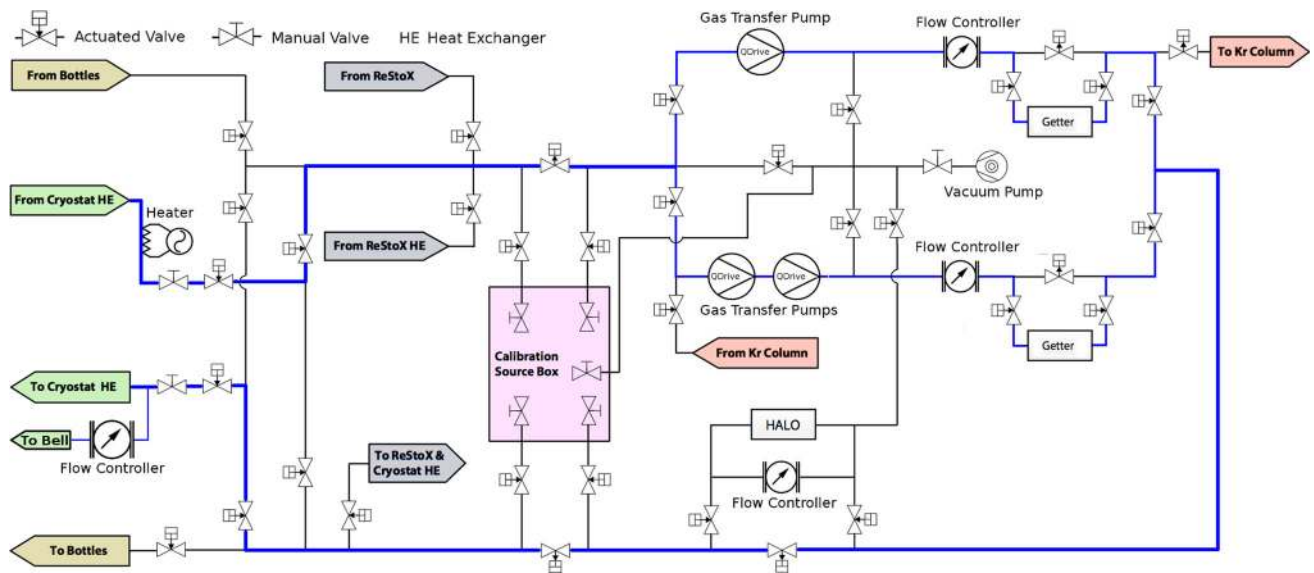 Gas Transfer Pump
Flow Controller
Actuated Valve
Manual Valve
HE Heat Exchanger
QDrive
To Kr Column
From Bottles
From ReStoX
Getter
Vacuum Pump
From Cryostat HE
Heater
From ReStoX HE
Flow Controller
QDrive
QDrive
Gas Transfer Pumps
Calibration
Source Box
From Kr Column
Getter
To Cryostat HE
To Bell
Flow Controller
HALO
To ReStoX &
Cryostat HE
Flow Controller
To Bottles